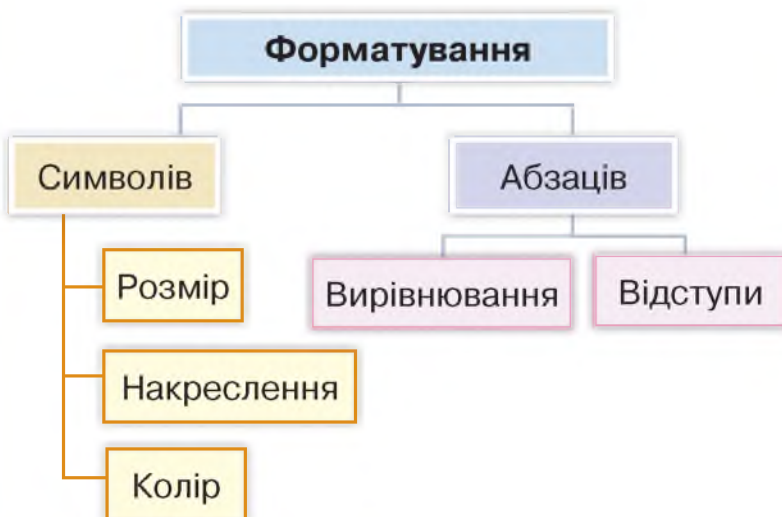 Форматування
Символів
Абзаців
Розмір
Вирівнювання
Відступи
Накреслення
Колір